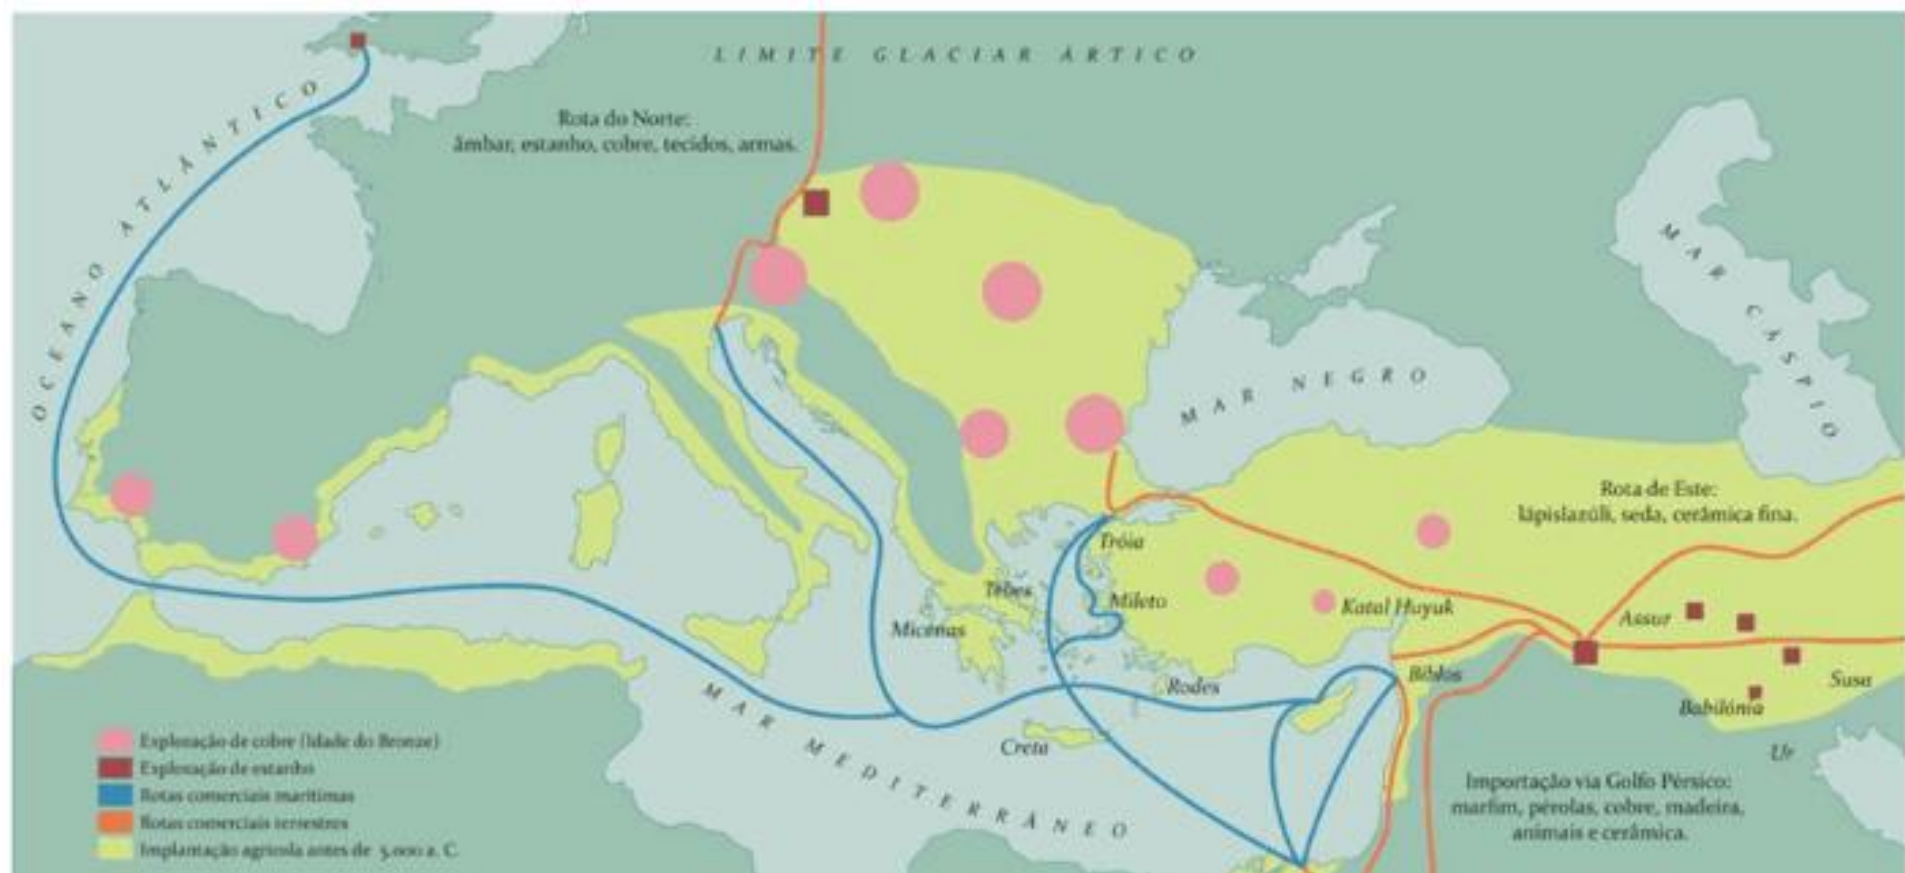 LIMITE GLACIAR ÁRTICO
OCEANO ATLÂNTICO
Rota do Norte:
âmbar, estanho, cobre, tecidos, armas.
MAR CÁSPIO
MAR NEGRO
Rota de Este:
lápislazúli, seda, cerâmica fina.
Tróia
Tebes
Mileto
Katal Huyuk
Assur
Micenas
Biblos
Rodes
Susa
Babilónia
Creta
Ur
MAR MEDITERRÂNEO
Exploração de cobre (Idade do Bronze)
Exploração de estanho
Rotas comerciais marítimas
Rotas comerciais terrestres
Implantação agrícola antes de 5.000 a. C.
Importação via Golfo Pérsico:
marfim, pérolas, cobre, madeira,
animais e cerâmica.